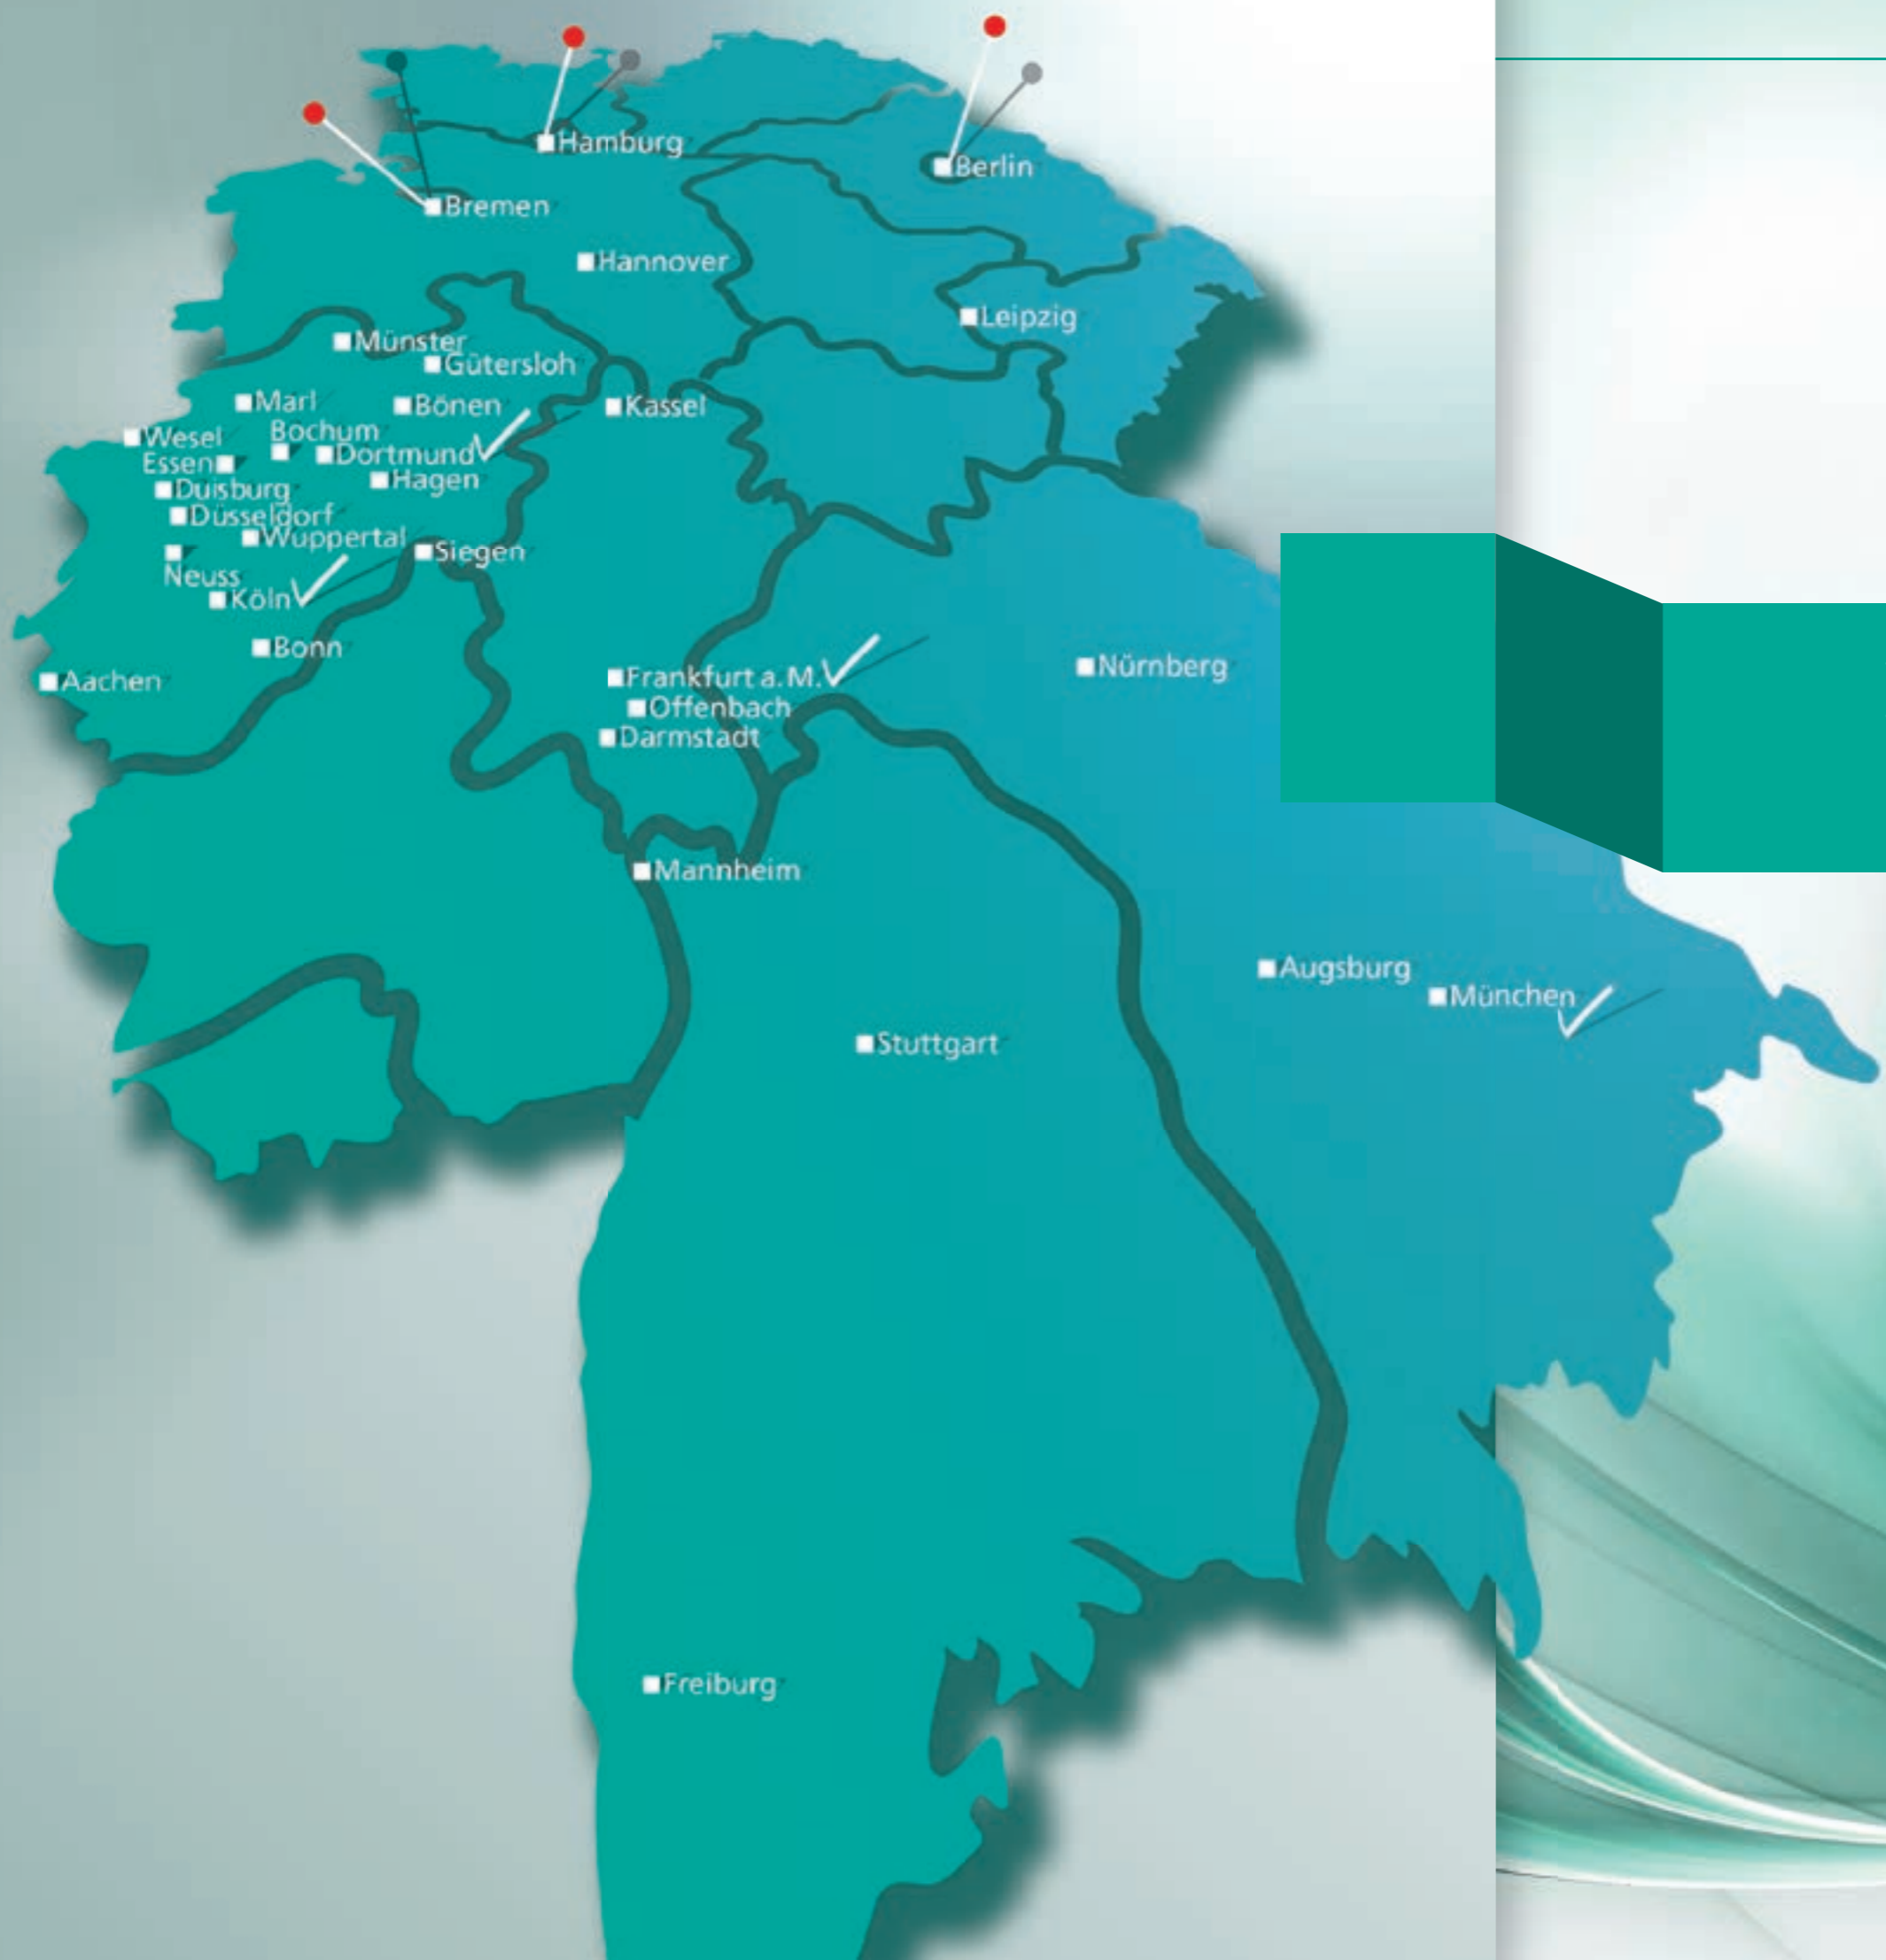 Hamburg
Berlin
Bremen
Hannover
Leipzig
Münster
Gütersloh
Marl
Bönen
Kassel
Wesel
Bochum
Essen
Dortmund
Hagen
Duisburg
Düsseldorf
Wuppertal
Siegen
Neuss
Köln
Bonn
Aachen
Frankfurt a.M.
Nürnberg
Offenbach
Darmstadt
Mannheim
Augsburg
München
Stuttgart
Freiburg